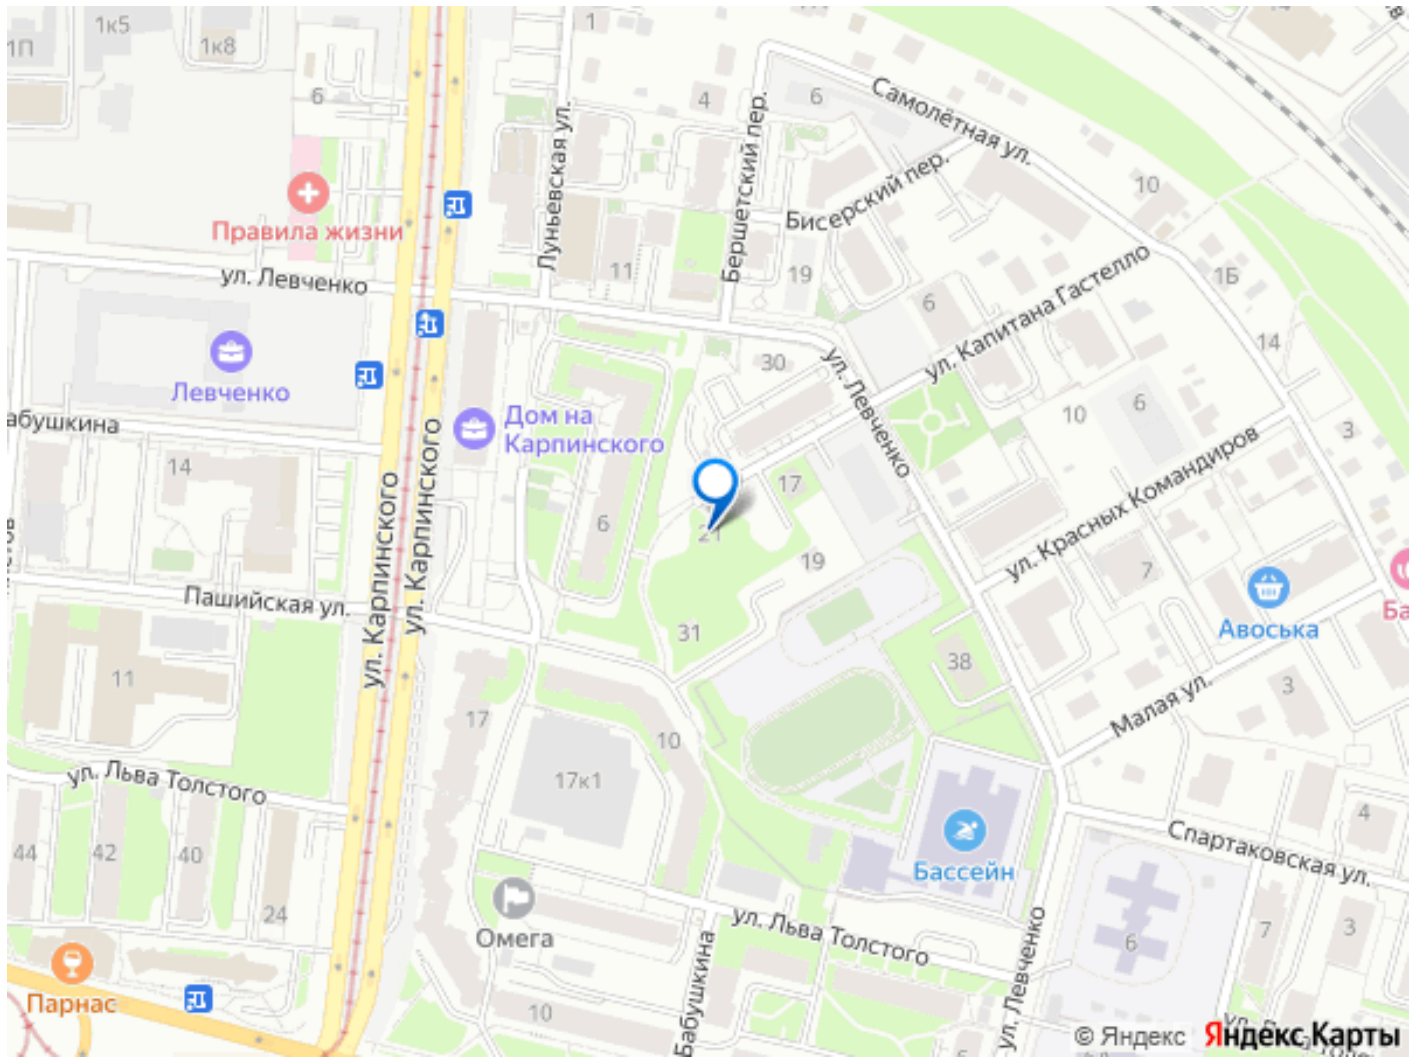 1к5
1П
1к8
6
1
4
6
Самолётная ул.
Луньевская ул.
Бершетский пер.
Бисерский пер.
10
Правила жизни
ул. Левченко
11
19
6
1Б
ул. Капитана Гастелло
14
Левченко
30
ул. Левченко
Дом на
Карпинского
10
6
3
14
ул. Карпинского
ул. Карпинского
17
ул. Красных Командиров
6
21
19
7
Пашийская ул.
Авоська
31
38
11
17
10
3
Малая ул.
ул. Льва Толстого
17к1
4
44
42
40
Бассейн
Спартаковская ул.
24
Омега
ул. Льва Толстого
7
3
6
Парнас
10
Бабушкина
ул. Левченко
© Яндекс Яндекс Карты